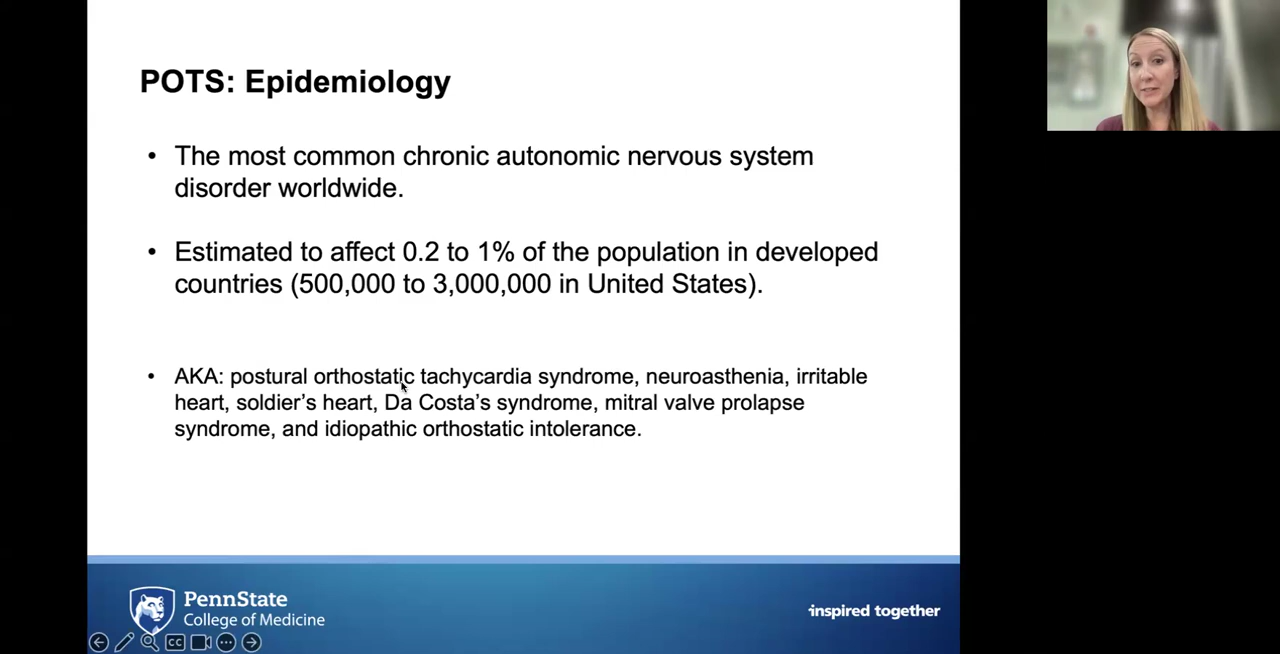 POTS: Epidemiology
• The most common chronic autonomic nervous system
disorder worldwide.
• Estimated to affect 0.2 to 1% of the population in developed
countries (500,000 to 3,000,000 in United States).
• AKA: postural orthostatic tachycardia syndrome, neuroasthenia, irritable
heart, soldier’s heart, Da Costa’s syndrome, mitral valve prolapse
syndrome, and idiopathic orthostatic intolerance.
PennState
College of Medicine
inspired together
CC